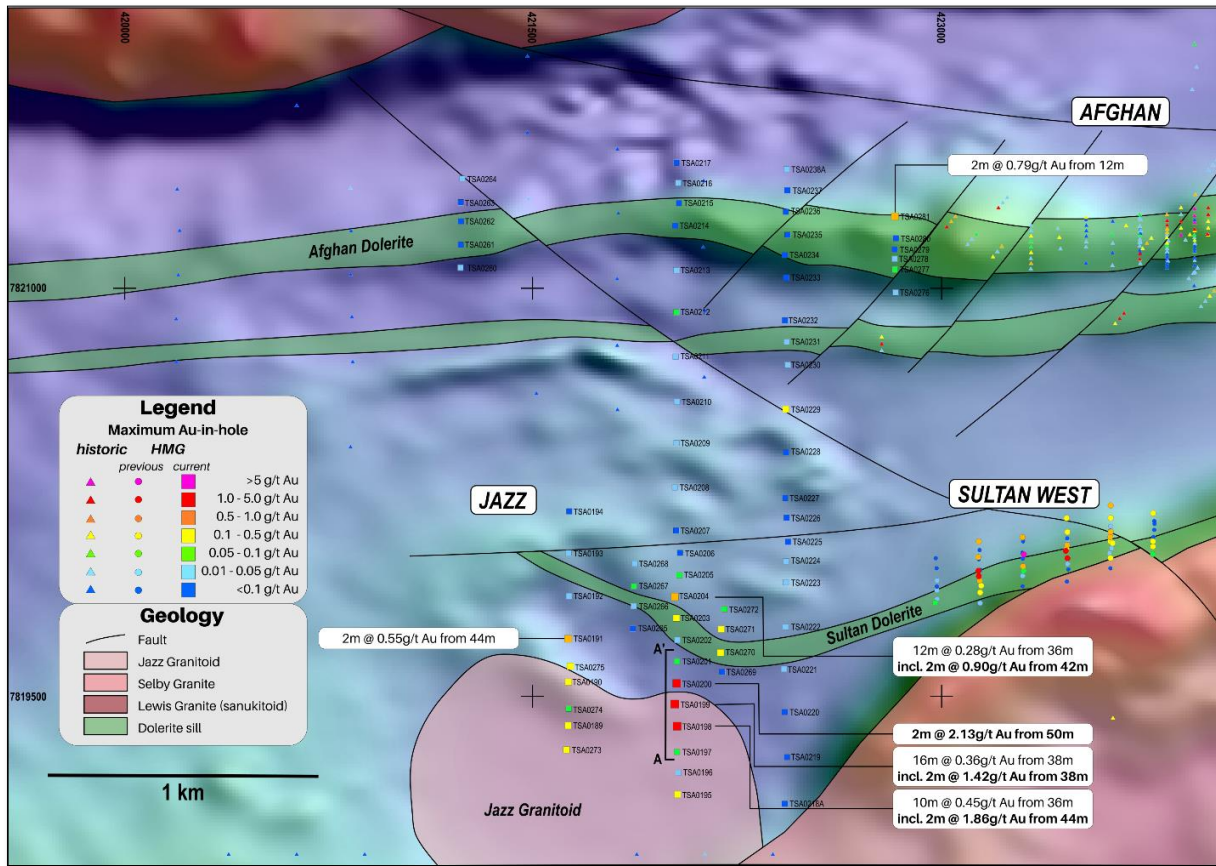 420000
421500
423000
AFGHAN
2m @ 0.79g/t Au from 12m
TSA0217
TSA0264
TSA0216
TSA0238A
TSA0237
TSA0263
TSA0215
TSA0236
TSA0281
TSA0262
TSA0214
TSA0235
TSA0280
TSA0261
Afghan Dolerite
TSA0279
TSA0234
TSA0278
TSA0260
TSA0213
TSA0277
TSA0233
7821000
TSA0276
TSA0212
TSA0232
TSA0231
TSA0211
TSA0230
TSA0210
TSA0229
TSA0209
TSA0228
TSA0208
TSA0227
JAZZ
SULTAN WEST
TSA0194
TSA0226
TSA0207
TSA0225
TSA0193
TSA0206
TSA0224
TSA0268
TSA0205
TSA0223
TSA0267
TSA0192
TSA0204
TSA0266
TSA0272
TSA0203
TSA0222
TSA0265
TSA0271
Sultan Dolerite
TSA0191
TSA0202
TSA0270
TSA0201
TSA0275
TSA0221
TSA0269
TSA0190
TSA0200
7819500
TSA0199
TSA0274
TSA0220
TSA0189
TSA0198
TSA0273
TSA0197
TSA0219
TSA0196
TSA0195
TSA0218A
A'
A
Jazz Granitoid
2m @ 0.55g/t Au from 44m
12m @ 0.28g/t Au from 36m
incl. 2m @ 0.90g/t Au from 42m
2m @ 2.13g/t Au from 50m
16m @ 0.36g/t Au from 38m
incl. 2m @ 1.42g/t Au from 38m
10m @ 0.45g/t Au from 36m
incl. 2m @ 1.86g/t Au from 44m
Legend
Maximum Au-in-hole
historic HMG
previous current
>5 g/t Au
1.0 - 5.0 g/t Au
0.5 - 1.0 g/t Au
0.1 - 0.5 g/t Au
0.05 - 0.1 g/t Au
0.01 - 0.05 g/t Au
<0.1 g/t Au
Geology
Fault
Jazz Granitoid
Selby Granite
Lewis Granite (sanukitoid)
Dolerite sill
1 km